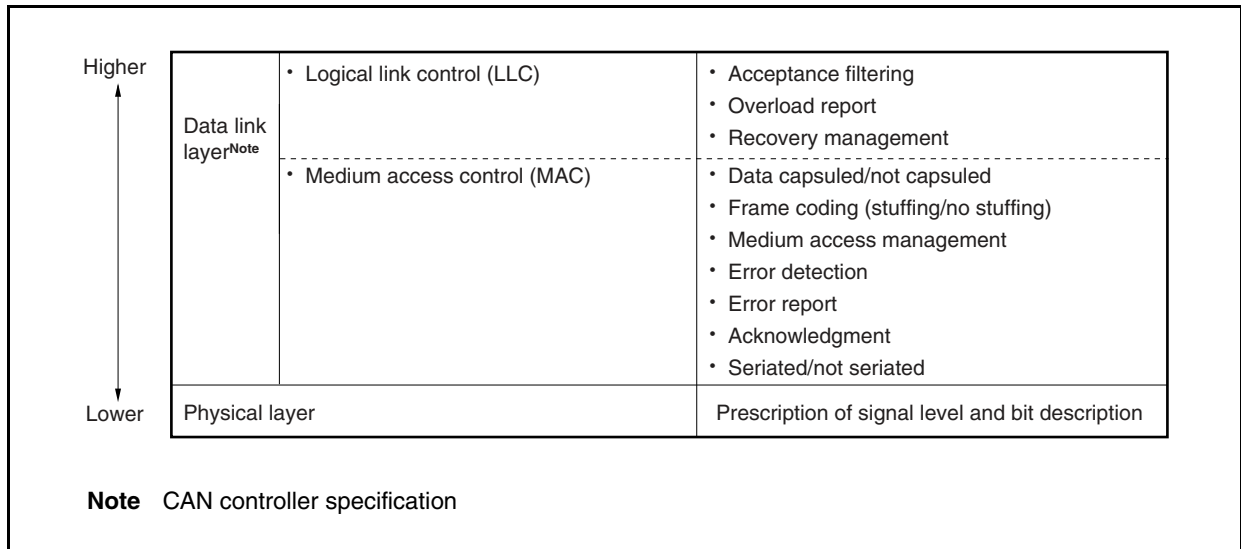 Higher
Data link
layerNote
• Logical link control (LLC)
• Acceptance filtering
• Overload report
• Recovery management
• Medium access control (MAC)
• Data capsuled/not capsuled
• Frame coding (stuffing/no stuffing)
• Medium access management
• Error detection
• Error report
• Acknowledgment
• Seriated/not seriated
Lower
Physical layer
Prescription of signal level and bit description
Note CAN controller specification